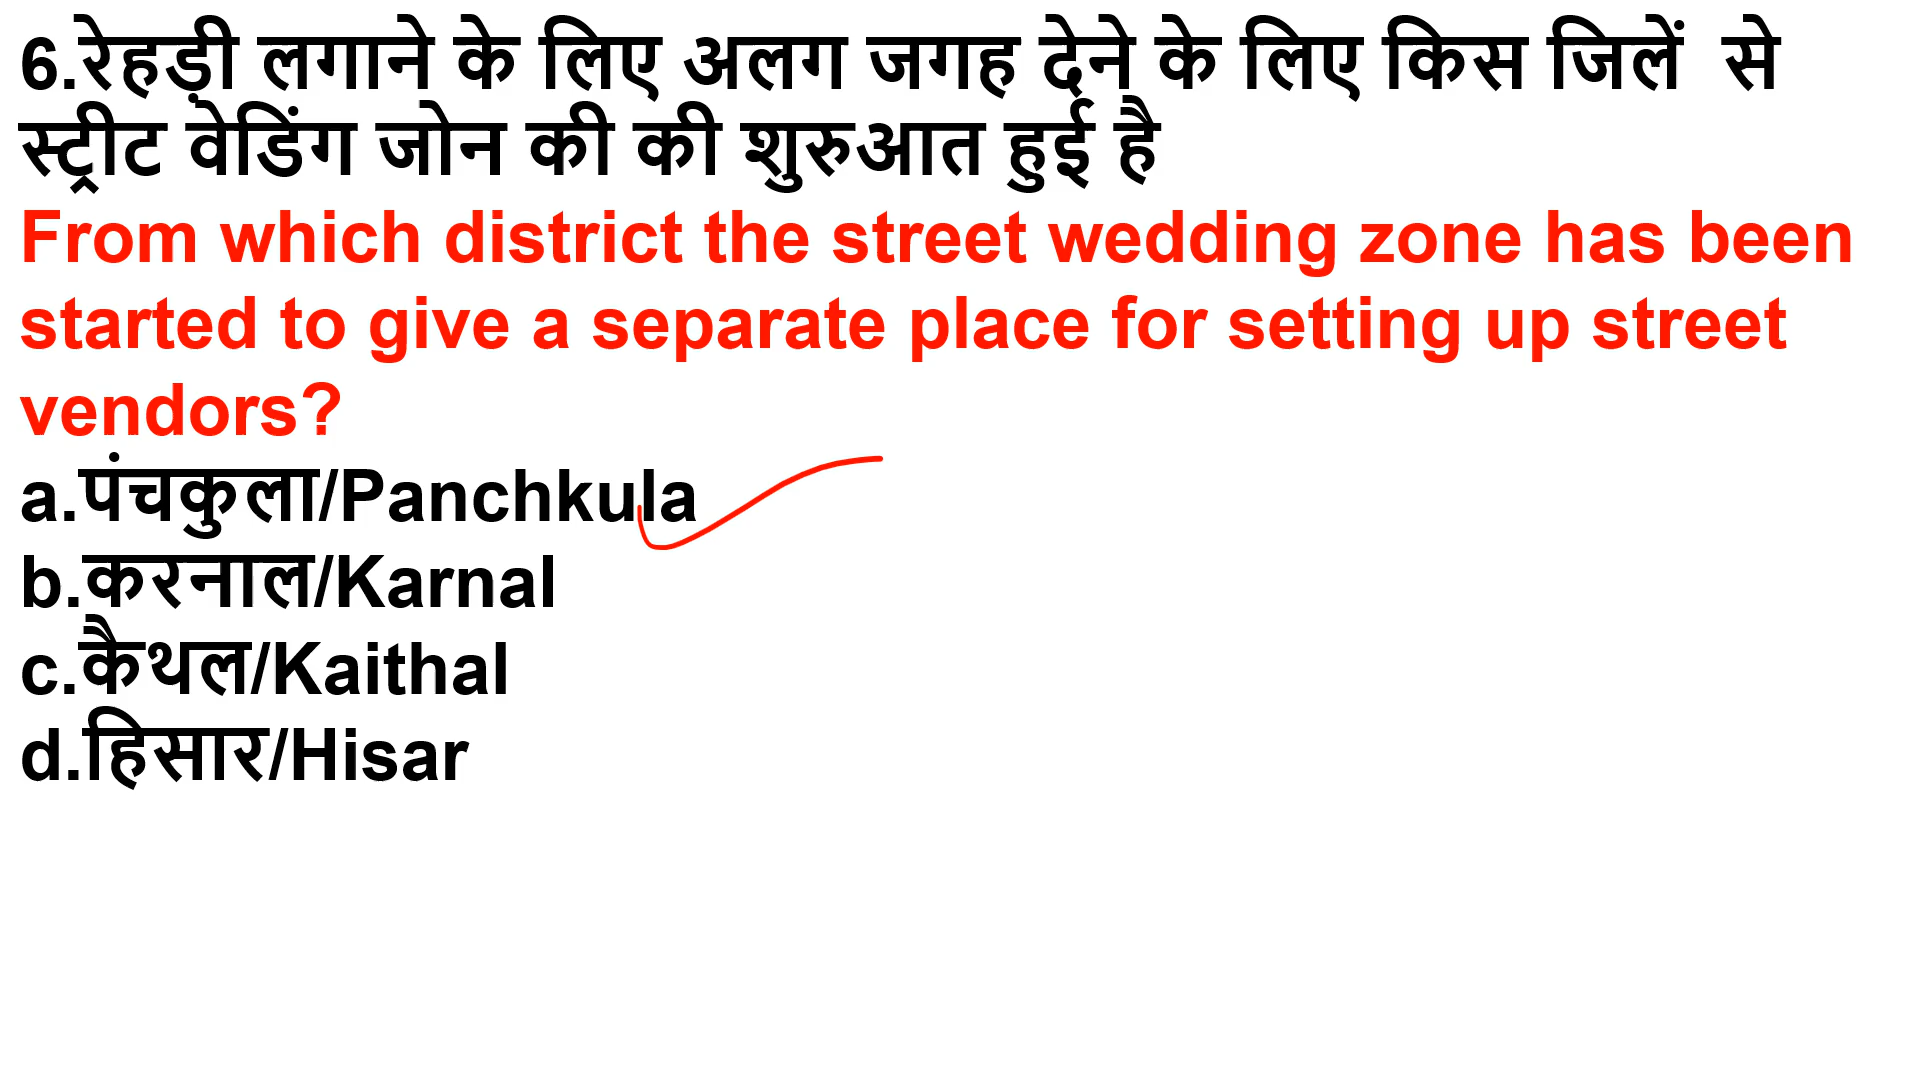 6.रेहड़ी लगाने के लिए अलग जगह देने के लिए किस जिलें से
स्ट्रीट वेडिंग जोन की की शुरुआत हुई है
From which district the street wedding zone has been
started to give a separate place for setting up street
vendors?
a.पंचकुला/Panchkula
b.करनाल/Karnal
c.कैथल/Kaithal
d.हिसार/Hisar